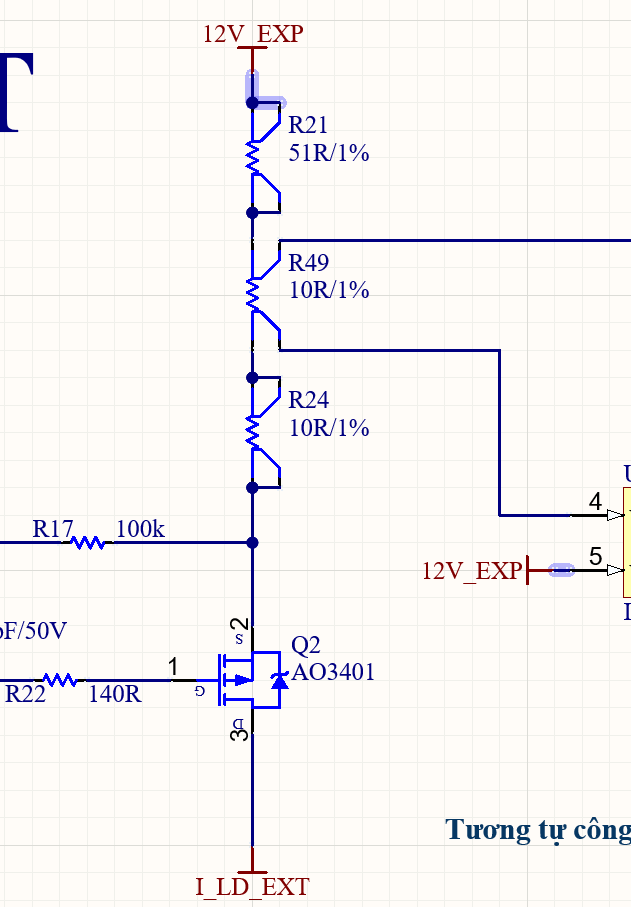 12V_EXP
T
R21
51R/1%
R49
10R/1%
R24
10R/1%
4
R17
100k
5
12V_EXP
2
S
F/50V
Q2
1
AO3401
R22
140R
G
D
3
Tương tự công
I_LD_EXT